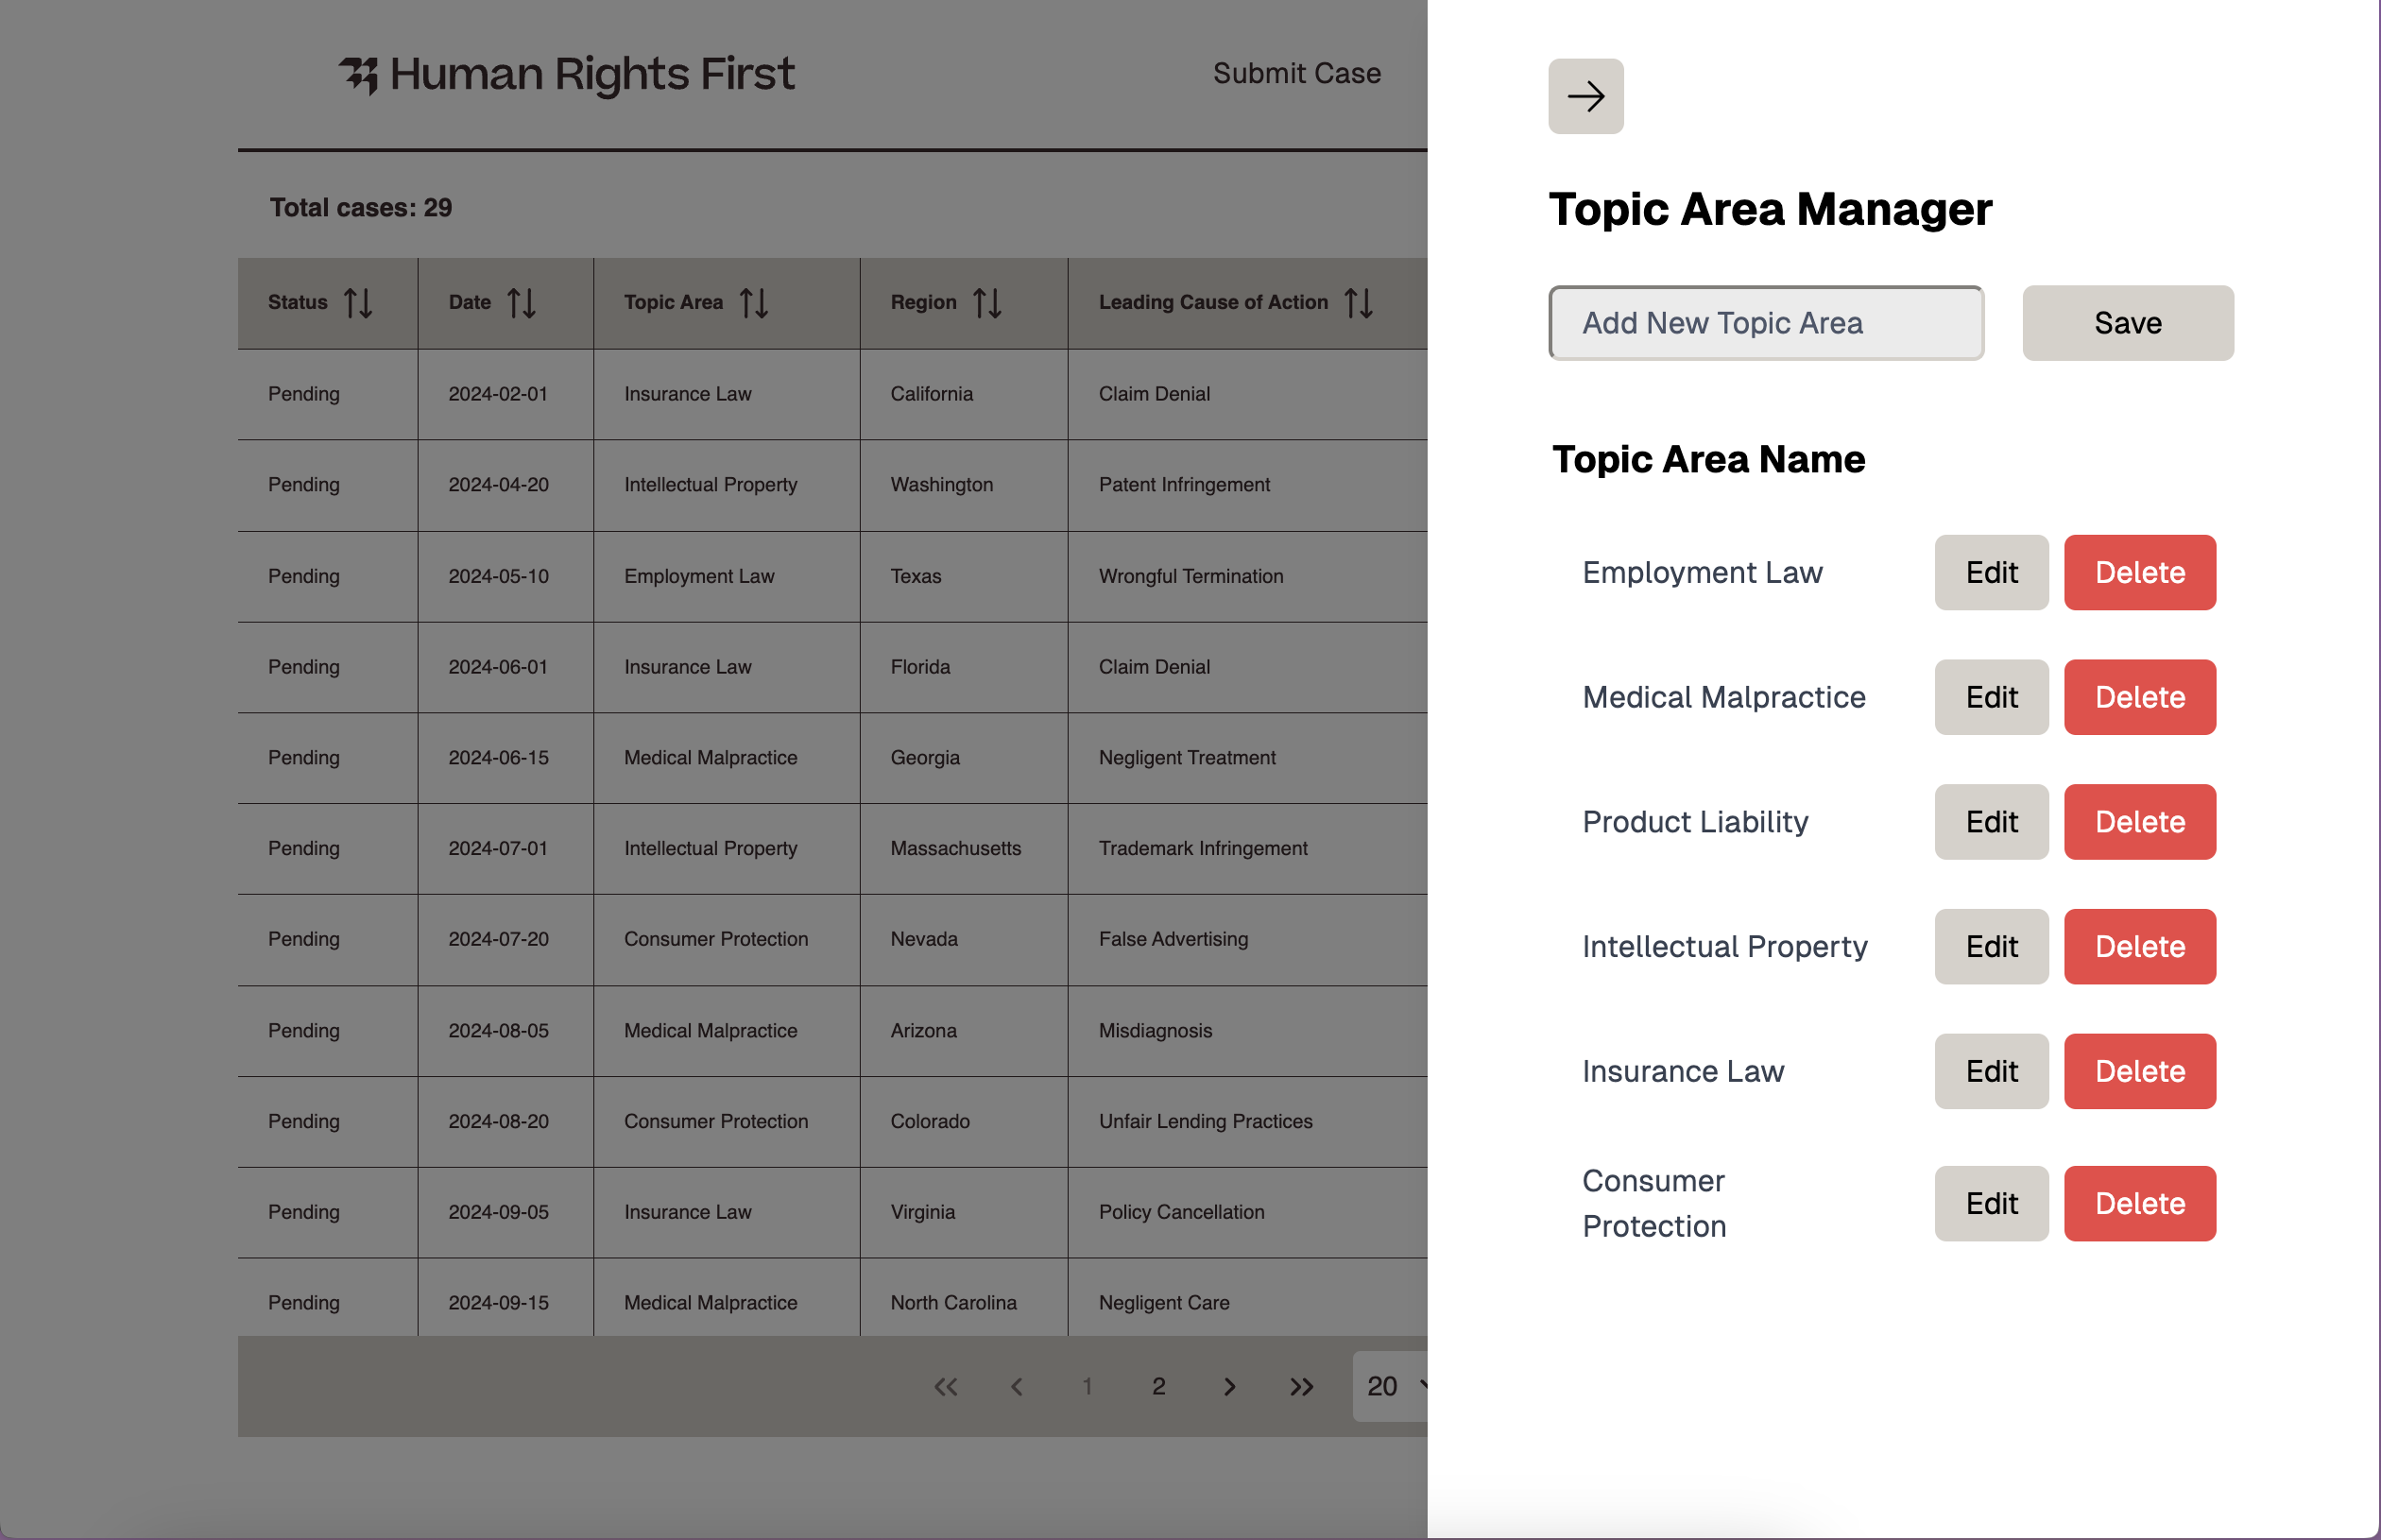 Human Rights First
Submit Case
Total cases: 29
Status Date Topic Area Region Leading Cause of Action
Pending 2024-02-01 Insurance Law California Claim Denial
Pending 2024-04-20 Intellectual Property Washington Patent Infringement
Pending 2024-05-10 Employment Law Texas Wrongful Termination
Pending 2024-06-01 Insurance Law Florida Claim Denial
Pending 2024-06-15 Medical Malpractice Georgia Negligent Treatment
Pending 2024-07-01 Intellectual Property Massachusetts Trademark Infringement
Pending 2024-07-20 Consumer Protection Nevada False Advertising
Pending 2024-08-05 Medical Malpractice Arizona Misdiagnosis
Pending 2024-08-20 Consumer Protection Colorado Unfair Lending Practices
Pending 2024-09-05 Insurance Law Virginia Policy Cancellation
Pending 2024-09-15 Medical Malpractice North Carolina Negligent Care
1 2 20
Topic Area Manager
Add New Topic Area Save
Topic Area Name
Employment Law Edit Delete
Medical Malpractice Edit Delete
Product Liability Edit Delete
Intellectual Property Edit Delete
Insurance Law Edit Delete
Consumer
Protection Edit Delete